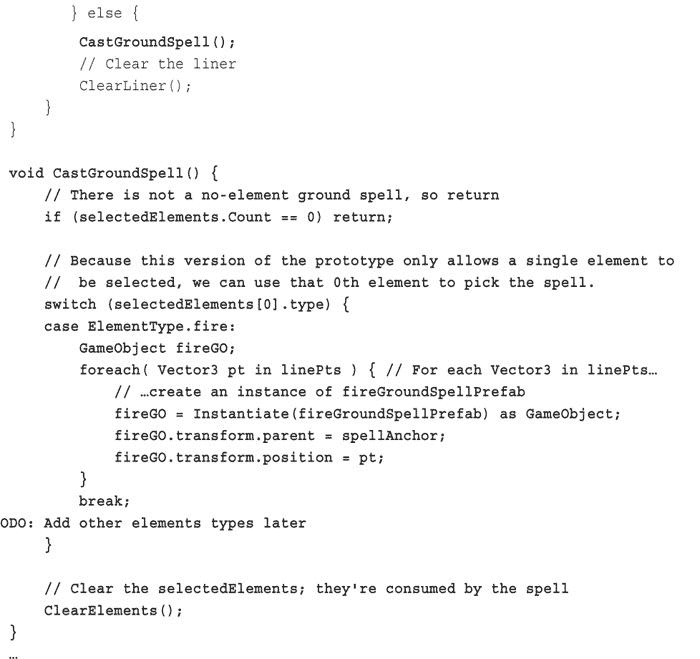 } else {
CastGroundSpell();
// Clear the liner
ClearLiner();
}
}
void CastGroundSpell() {
// There is not a no-element ground spell, so return
if (selectedElements.Count == 0) return;
// Because this version of the prototype only allows a single element to
//  be selected, we can use that 0th element to pick the spell.
switch (selectedElements[0].type) {
case ElementType.fire:
GameObject fireGO;
foreach( Vector3 pt in linePts ) { // For each Vector3 in linePts…
// …create an instance of fireGroundSpellPrefab
fireGO = Instantiate(fireGroundSpellPrefab) as GameObject;
fireGO.transform.parent = spellAnchor;
fireGO.transform.position = pt;
}
break;
ODO: Add other elements types later
}
// Clear the selectedElements; they're consumed by the spell
ClearElements();
}
…